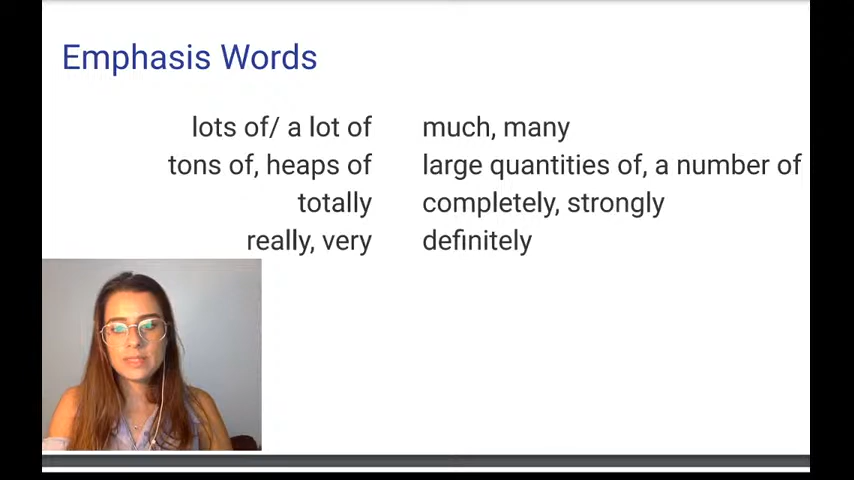 Emphasis Words
lots of/ a lot of much, many
tons of, heaps of large quantities of, a number of
totally completely, strongly
really, very definitely